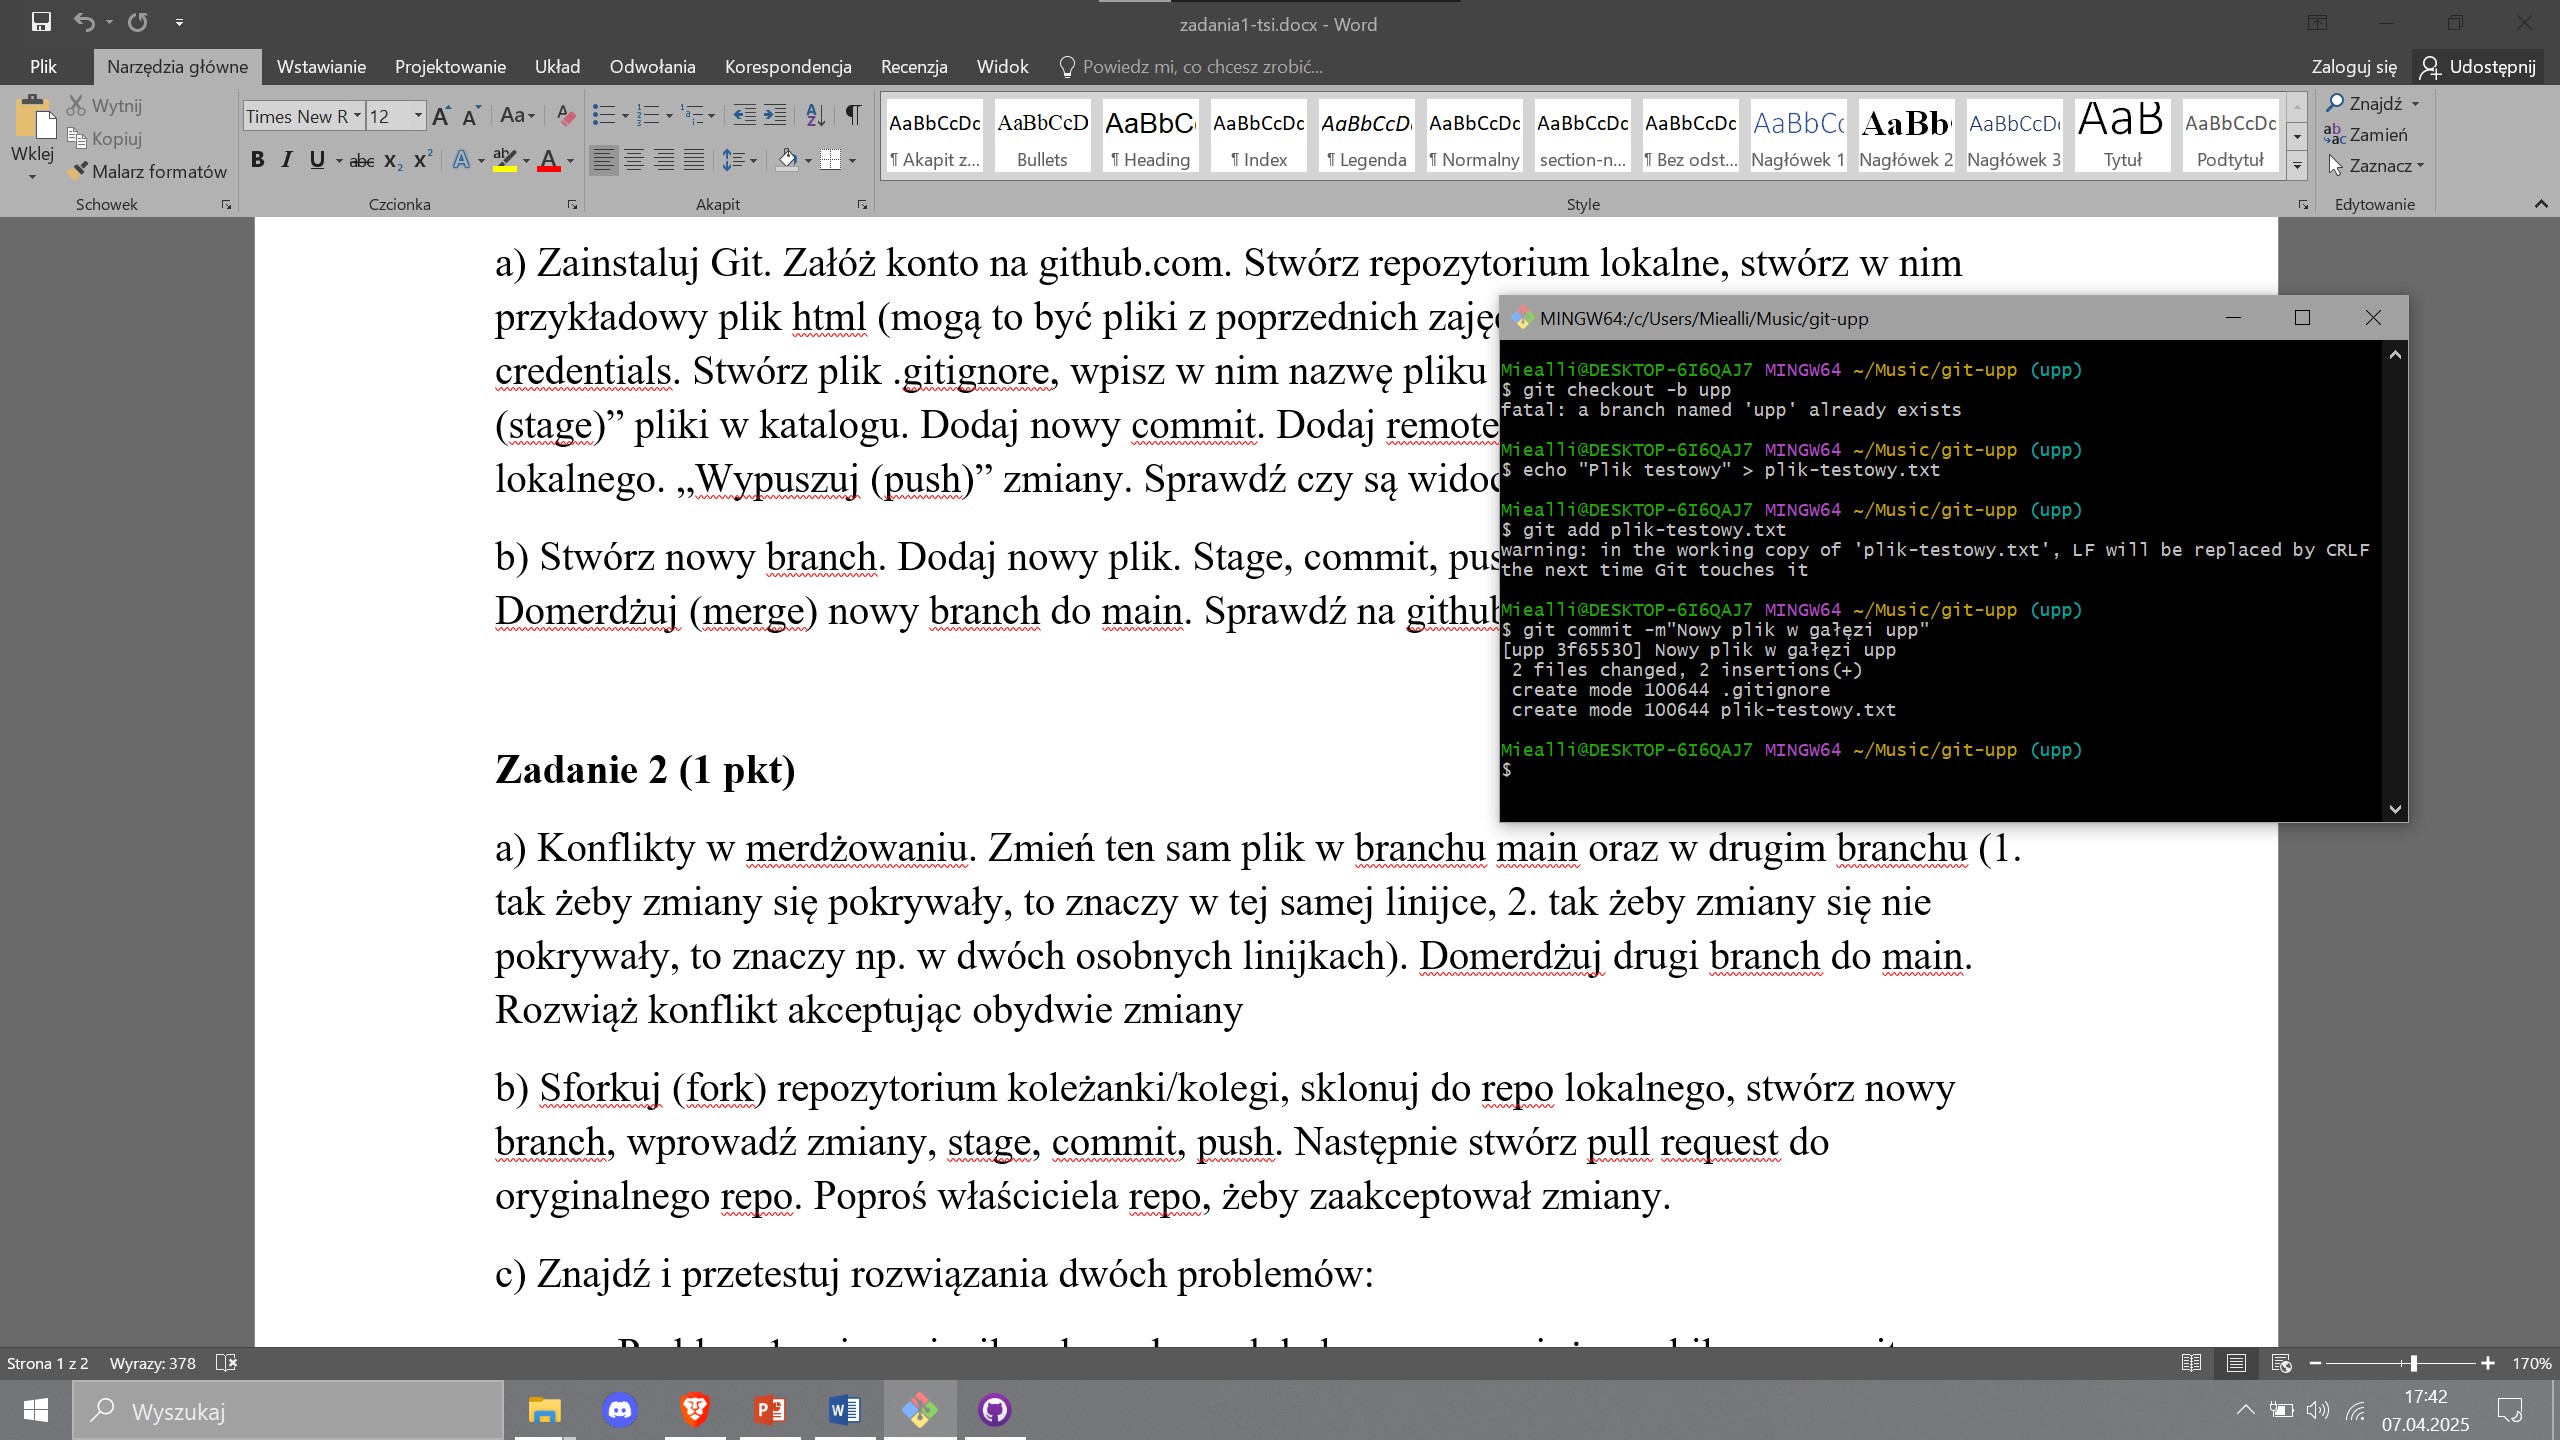 zadania1-tsi.docx - Word
Plik
Narzędzia główne
Wstawianie
Projektowanie
Układ
Odwołania
Korespondencja
Recenzja
Widok
Powiedz mi, co chcesz zrobić...
Zaloguj się
Udostępnij
Wklej
Wytnij
Kopiuj
Malarz formatów
Schowek
Times New R
12
Aa
B I U abc X₂ X²
Czcionka
Akapit
AaBbCcDc
¶ Akapit z...
AaBbCcD
Bullets
AaBbC
¶ Heading
AaBbCcDc
¶ Index
AaBbCcD.
¶ Legenda
AaBbCcDc
¶ Normalny
AaBbCcDc
section-n...
AaBbCcDc
¶ Bez odst...
AaBbCc
Nagłówek 1
AaBb
Nagłówek 2
AaBbCcD
Nagłówek 3
AaB
Tytuł
AaBbCcDc
Podtytuł
Style
Znajdź
Zamień
Zaznacz
Edytowanie
a) Zainstaluj Git. Załóż konto na github.com. Stwórz repozytorium lokalne, stwórz w nim
przykładowy plik html (mogą to być pliki z poprzednich
credentials. Stwórz plik .gitignore, wpisz w nim nazwę pliku
(stage)” pliki w katalogu. Dodaj nowy commit. Dodaj remote
lokalnego. „Wypuszuj (push)” zmiany. Sprawdź czy są
b) Stwórz nowy branch. Dodaj nowy plik. Stage, commit,
Domerdżuj (merge) nowy branch do main. Sprawdź na github
Zadanie 2 (1 pkt)
a) Konflikty w merdżowaniu. Zmień ten sam plik w branchu main oraz w drugim branchu (1.
tak żeby zmiany się pokrywały, to znaczy w tej samej linijce, 2. tak żeby zmiany się nie
pokrywały, to znaczy np. w dwóch osobnych linijkach). Domerdżuj drugi branch do main.
Rozwiąż konflikt akceptując obydwie zmiany
b) Sforkuj (fork) repozytorium koleżanki/kolegi, sklonuj do repo lokalnego, stwórz nowy
branch, wprowadź zmiany, stage, commit, push. Następnie stwórz pull request do
oryginalnego repo. Poproś właściciela repo, żeby zaakceptował zmiany.
c) Znajdź i przetestuj rozwiązania dwóch problemów:
MINGW64:/c/Users/Miealli/Music/git-upp
Miealli@DESKTOP-6I6QAJ7 MINGW64 ~/Music/git-upp (upp)
$ git checkout -b upp
fatal: a branch named 'upp' already exists
Miealli@DESKTOP-6I6QAJ7 MINGW64 ~/Music/git-upp (upp)
$ echo "Plik testowy" > plik-testowy.txt
Miealli@DESKTOP-6I6QAJ7 MINGW64 ~/Music/git-upp (upp)
$ git add plik-testowy.txt
warning: in the working copy of 'plik-testowy.txt', LF will be replaced by CRLF
the next time Git touches it
Miealli@DESKTOP-6I6QAJ7 MINGW64 ~/Music/git-upp (upp)
$ git commit -m"Nowy plik w gałęzi upp"
[upp 3f65530] Nowy plik w gałęzi upp
2 files changed, 2 insertions(+)
create mode 100644 .gitignore
create mode 100644 plik-testowy.txt
Miealli@DESKTOP-6I6QAJ7 MINGW64 ~/Music/git-upp (upp)
$
Strona 1 z 2
Wyrazy: 378
170%
Wyszukaj
17:42
07.04.2025